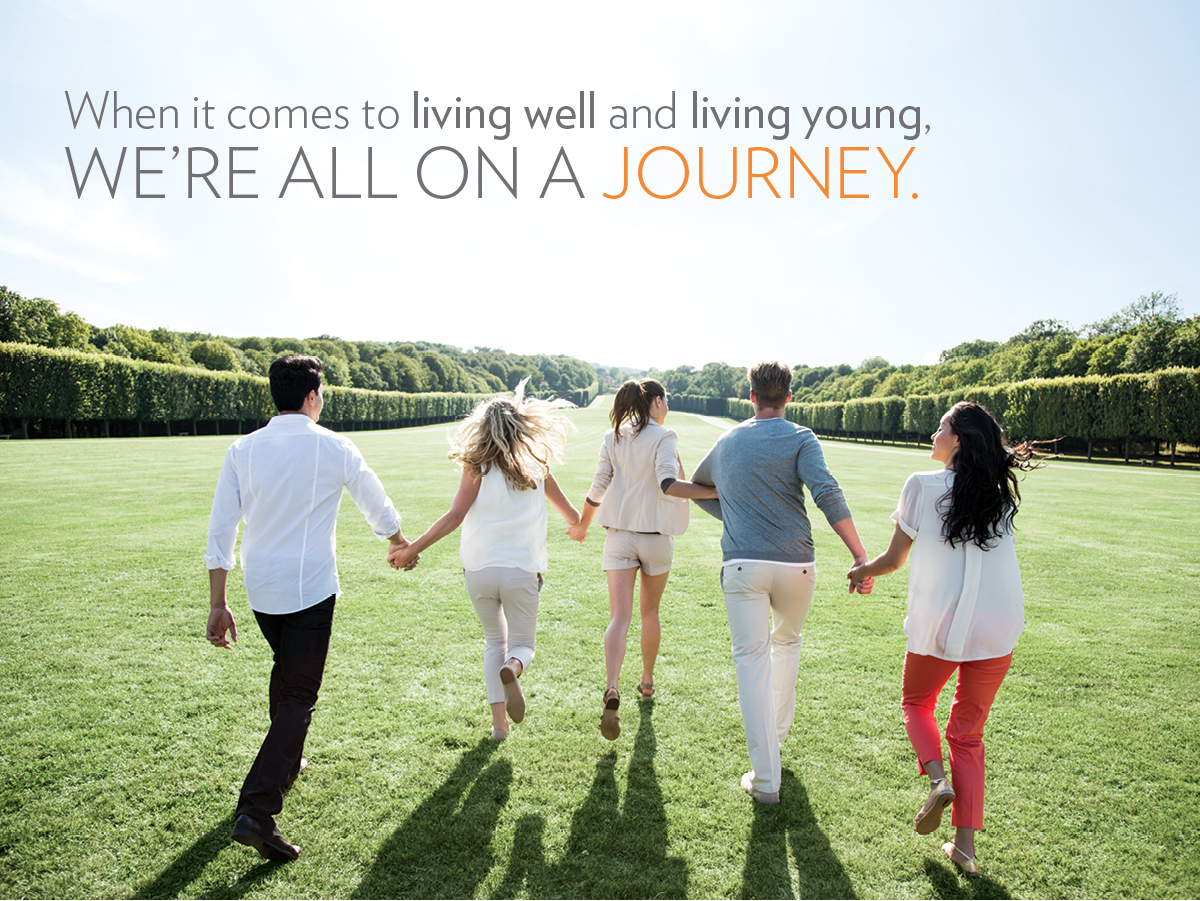 When it comes to living well and living young,
WE'RE ALL ON A JOURNEY.